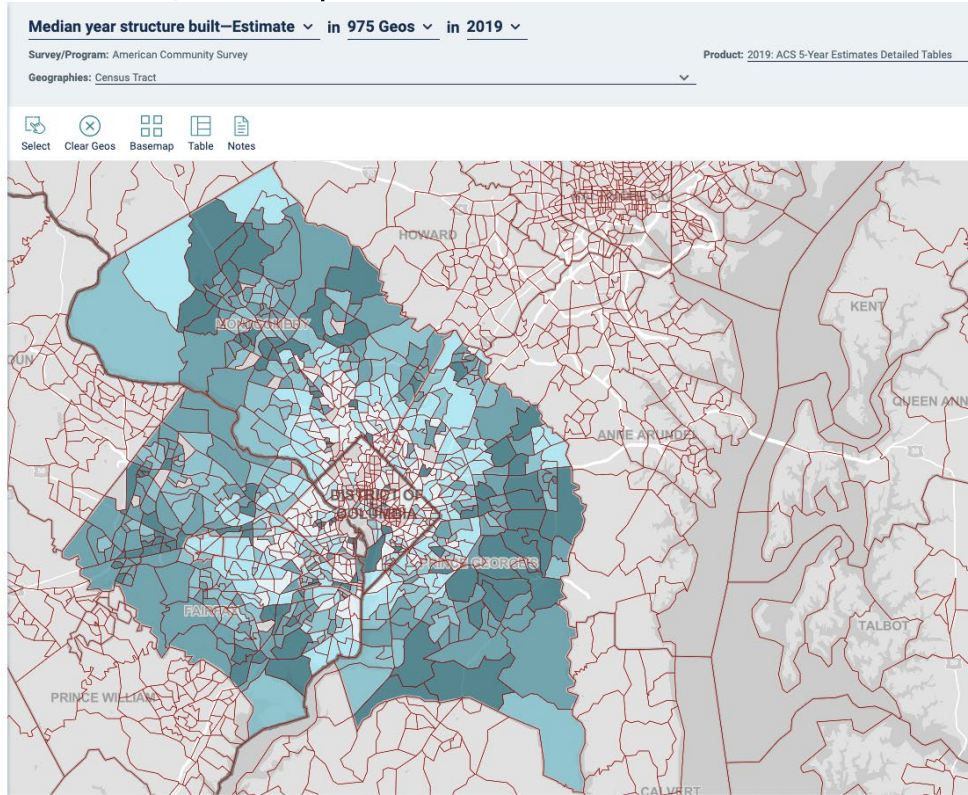 Median year structure built—Estimate in 975 Geos in 2019
Survey/Program: American Community Survey
Product: 2019: ACS 5-Year Estimates Detailed Tables
Geographies: Census Tract
Select Clear Geos Basemap Table Notes
HOWARD
KENT
MONTGOMERY
QUEEN ANN
ANNE ARUNDEL
DISTRICT OF
COLUMBIA
PRINCE GEORGE'S
FAIRFAX
TALBOT
PRINCE WILLIAM
CALVERT